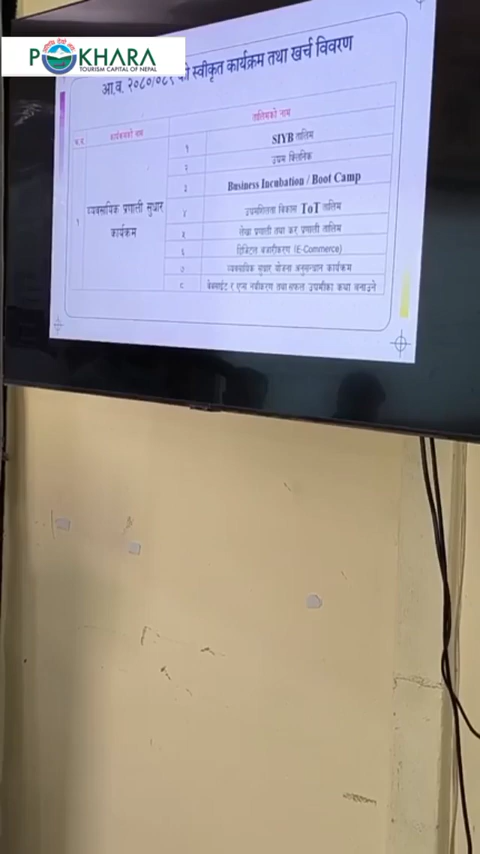 POKHARA
TOURISM CAPITAL OF NEPAL
आ.व. २०८०/०८१ को स्वीकृत कार्यक्रम तथा खर्च विवरण
कार्यक्रमको नाम
तालिमको नाम
१
व्यवसायिक प्रणाली सुधार
कार्यक्रम
१ SIYB तालिम
२ उद्यम क्लिनिक
३ Business Incubation / Boot Camp
४ उद्यमशिलता विकास ToT तालिम
५ लेखा प्रणाली तथा कर प्रणाली तालिम
६ डिजिटल बजारीकरण (E-Commerce)
७ व्यवसायिक सुधार योजना अनुसन्धान कार्यक्रम
८ वेबसाईट र एप्स नवीकरण तथा सफल उद्यमीका कथा बनाउने